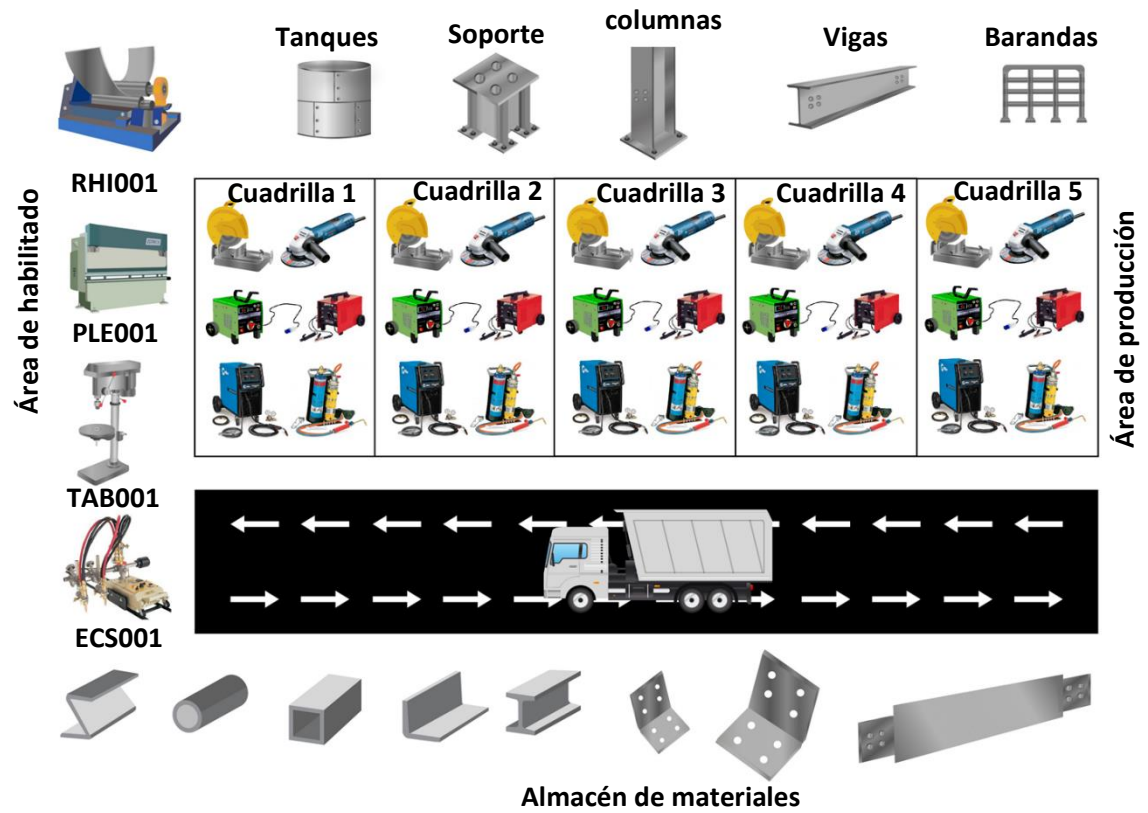 Tanques
Soporte
columnas
Vigas
Barandas
Área de habilitado
RHI001
PLE001
TAB001
ECS001
Cuadrilla 1
Cuadrilla 2
Cuadrilla 3
Cuadrilla 4
Cuadrilla 5
Área de producción
Almacén de materiales